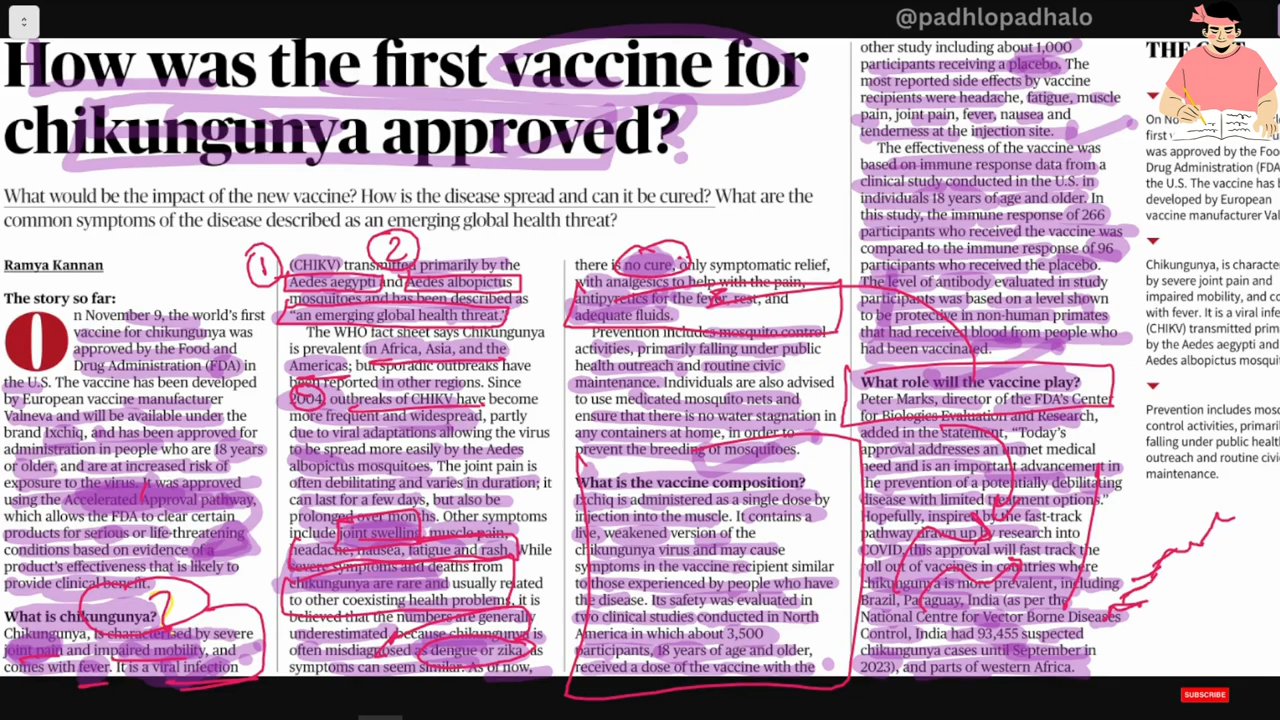 @padhlopadhalo
How was the first vaccine for
chikungunya approved?
What would be the impact of the new vaccine? How is the disease spread and can it be cured? What are the
common symptoms of the disease described as an emerging global health threat?
Ramya Kannan
The story so far:
On November 9, the world's first
vaccine for chikungunya was
approved by the Food and
Drug Administration (FDA) in
the U.S. The vaccine has been developed
by European vaccine manufacturer
Valneva and will be available under the
brand Ixchiq, and has been approved for
administration in people who are 18 years
or older, and are at increased risk of
exposure to the virus. It was approved
using the Accelerated Approval pathway,
which allows the FDA to clear certain
products for serious or life-threatening
conditions based on evidence of a
product's effectiveness that is likely to
provide clinical benefit.
What is chikungunya?
Chikungunya, is characterised by severe
joint pain and impaired mobility, and
comes with fever. It is a viral infection
1
2
(CHIKV) transmitted primarily by the
Aedes aegypti and Aedes albopictus
mosquitoes and has been described as
"an emerging global health threat."
The WHO fact sheet says Chikungunya
is prevalent in Africa, Asia, and the
Americas; but sporadic outbreaks have
been reported in other regions. Since
2004, outbreaks of CHIKV have become
more frequent and widespread, partly
due to viral adaptations allowing the virus
to be spread more easily by the Aedes
albopictus mosquitoes. The joint pain is
often debilitating and varies in duration; it
can last for a few days, but also be
prolonged over months. Other symptoms
include joint swelling, muscle pain,
headache, nausea, fatigue and rash. While
severe symptoms and deaths from
chikungunya are rare and usually related
to other coexisting health problems, it is
believed that the numbers are generally
underestimated, because chikungunya is
often misdiagnosed as dengue or zika, as
symptoms can seem similar. As of now,
there is no cure, only symptomatic relief,
with analgesics to help with the pain,
antipyretics for the fever, rest, and
adequate fluids.
Prevention includes mosquito control
activities, primarily falling under public
health outreach and routine civic
maintenance. Individuals are also advised
to use medicated mosquito nets and
ensure that there is no water stagnation in
any containers at home, in order to
prevent the breeding of mosquitoes.
What is the vaccine composition?
Ixchiq is administered as a single dose by
injection into the muscle. It contains a
live, weakened version of the
chikungunya virus and may cause
symptoms in the vaccine recipient similar
to those experienced by people who have
the disease. Its safety was evaluated in
two clinical studies conducted in North
America in which about 3,500
participants, 18 years of age and older,
received a dose of the vaccine with the
other study including about 1,000
participants receiving a placebo. The
most reported side effects by vaccine
recipients were headache, fatigue, muscle
pain, joint pain, fever, nausea and
tenderness at the injection site.
The effectiveness of the vaccine was
based on immune response data from a
clinical study conducted in the U.S. in
individuals 18 years of age and older. In
this study, the immune response of 266
participants who received the vaccine was
compared to the immune response of 96
participants who received the placebo.
The level of antibody evaluated in study
participants was based on a level shown
to be protective in non-human primates
that had received blood from people who
had been vaccinated.
What role will the vaccine play?
Peter Marks, director of the FDA's Center
for Biologics Evaluation and Research,
added in the statement, "Today's
approval addresses an unmet medical
need and is an important advancement in
the prevention of a potentially debilitating
disease with limited treatment options."
Hopefully, inspired by the fast-track
pathway drawn up by research into
COVID, this approval will fast track the
roll out of vaccines in countries where
chikungunya is more prevalent, including
Brazil, Paraguay, India (as per the
National Centre for Vector Borne Diseases
Control, India had 93,455 suspected
chikungunya cases until September in
2023), and parts of western Africa.
THE
On No
first
was approved by the Foo
Drug Administration (FDA
the U.S. The vaccine has b
developed by European
vaccine manufacturer Val
Chikungunya, is characte
by severe joint pain and
impaired mobility, and co
with fever. It is a viral infe
(CHIKV) transmitted prim
by the Aedes aegypti and
Aedes albopictus mosqui
Prevention includes mosq
control activities, primari
falling under public health
outreach and routine civic
maintenance.
SUBSCRIBE